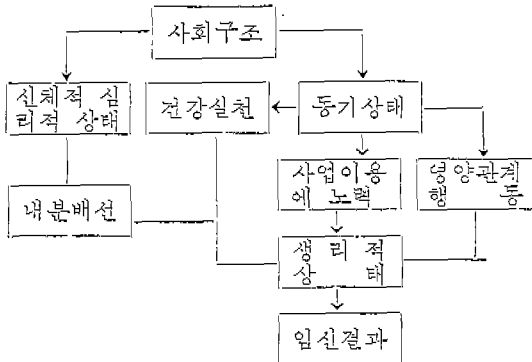 사회구조
신체적 심
리적 상태
건강실천
동기상태
사업이용
에 노력
영양관계
행 동
내분배선
생 리 적
상 태
임신결과